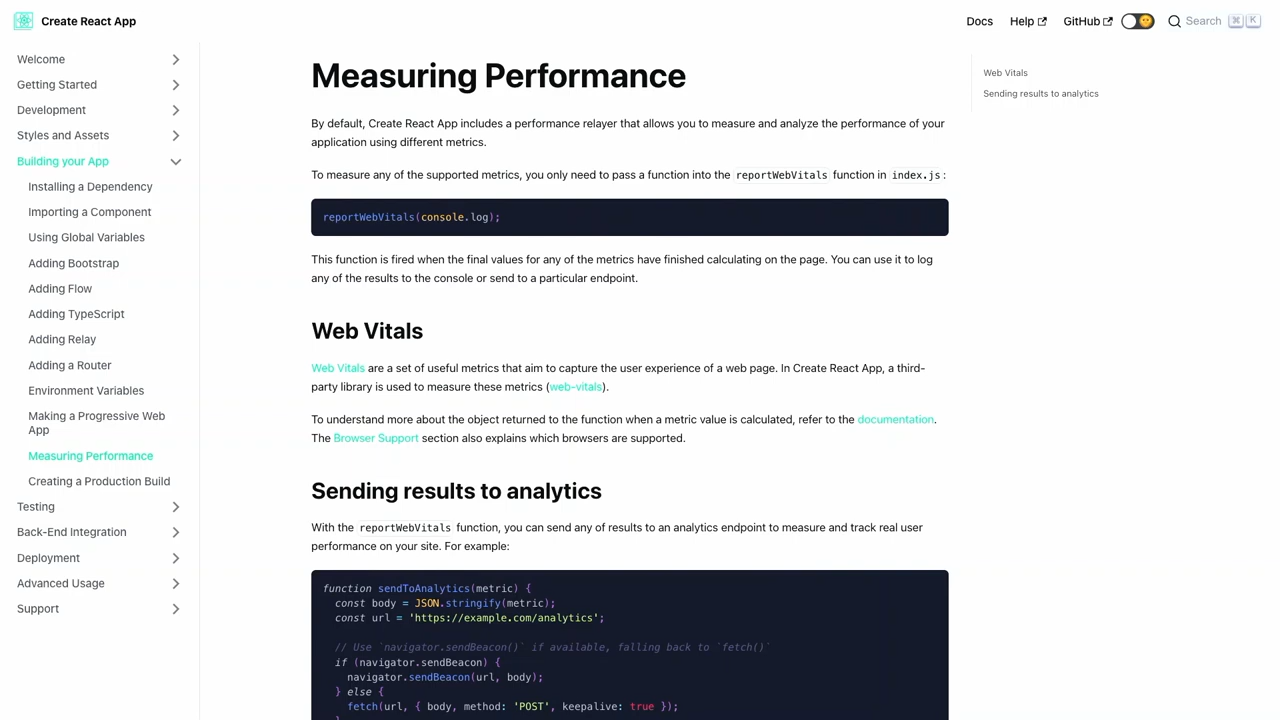 Create React App
Docs
Help
GitHub
Search
⌘
K
Welcome
Getting Started
Development
Styles and Assets
Building your App
Installing a Dependency
Importing a Component
Using Global Variables
Adding Bootstrap
Adding Flow
Adding TypeScript
Adding Relay
Adding a Router
Environment Variables
Making a Progressive Web
App
Measuring Performance
Creating a Production Build
Testing
Back-End Integration
Deployment
Advanced Usage
Support
Measuring Performance
By default, Create React App includes a performance relayer that allows you to measure and analyze the performance of your
application using different metrics.
To measure any of the supported metrics, you only need to pass a function into the reportWebVitals function in index.js :
reportWebVitals(console.log);
This function is fired when the final values for any of the metrics have finished calculating on the page. You can use it to log
any of the results to the console or send to a particular endpoint.
Web Vitals
Web Vitals are a set of useful metrics that aim to capture the user experience of a web page. In Create React App, a third-
party library is used to measure these metrics (web-vitals).
To understand more about the object returned to the function when a metric value is calculated, refer to the documentation.
The Browser Support section also explains which browsers are supported.
Sending results to analytics
With the reportWebVitals function, you can send any of results to an analytics endpoint to measure and track real user
performance on your site. For example:
function sendToAnalytics(metric) {
const body = JSON.stringify(metric);
const url = 'https://example.com/analytics';
// Use `navigator.sendBeacon()` if available, falling back to `fetch()`
if (navigator.sendBeacon) {
navigator.sendBeacon(url, body);
} else {
fetch(url, { body, method: 'POST', keepalive: true });
}
Web Vitals
Sending results to analytics